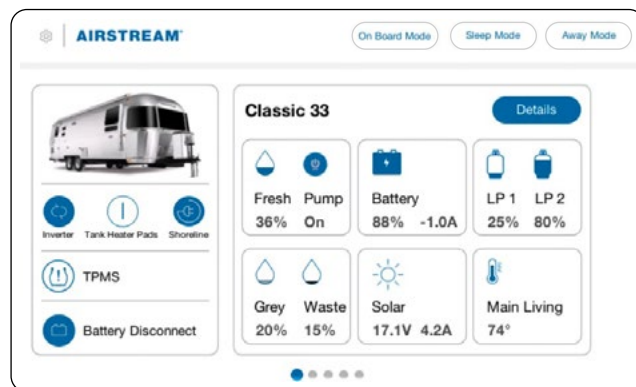 AIRSTREAM
On Board Mode
Sleep Mode
Away Mode
Inverter
Tank Heater Pads
Shoreline
TPMS
Battery Disconnect
Classic 33
Details
Fresh Pump
36% On
Battery
88% -1.0A
LP 1 LP 2
25% 80%
Grey Waste
20% 15%
Solar
17.1V 4.2A
Main Living
74°